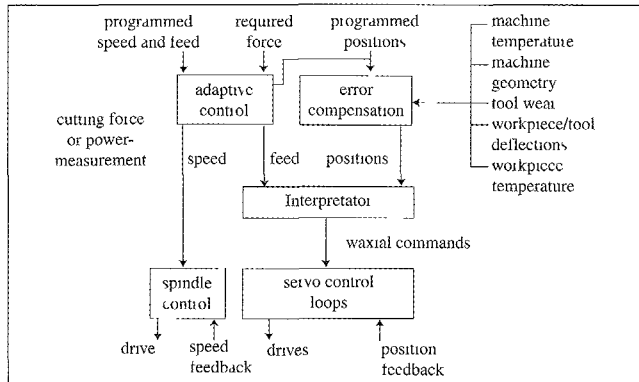 programmed
speed and feed
required
force
programmed
positions
machine
temperature
machine
geometry
tool wear
workpiece/tool
deflections
workpiece
temperature
adaptive
control
error
compensation
cutting force
or power-
measurement
speed
feed
positions
Interpretator
waxial commands
spindle
control
servo control
loops
drive
speed
feedback
drives
position
feedback